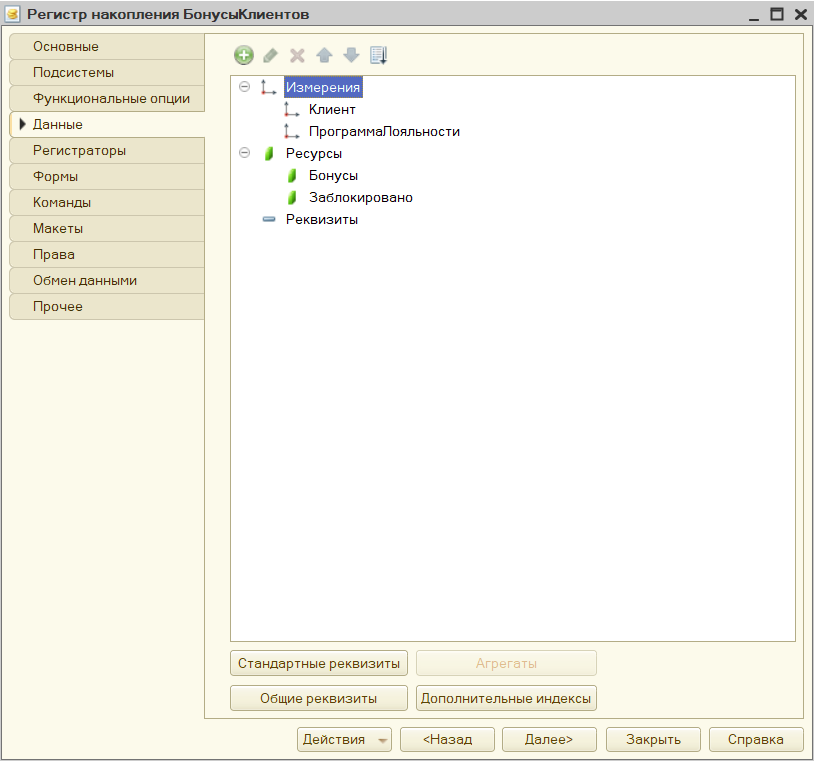 Регистр накопления БонусыКлиентов
Основные
Подсистемы
Функциональные опции
Данные
Регистраторы
Формы
Команды
Макеты
Права
Обмен данными
Прочее
Измерения
Клиент
ПрограммаЛояльности
Ресурсы
Бонусы
Заблокировано
Реквизиты
Стандартные реквизиты
Агрегаты
Общие реквизиты
Дополнительные индексы
Действия
<Назад
Далее>
Закрыть
Справка